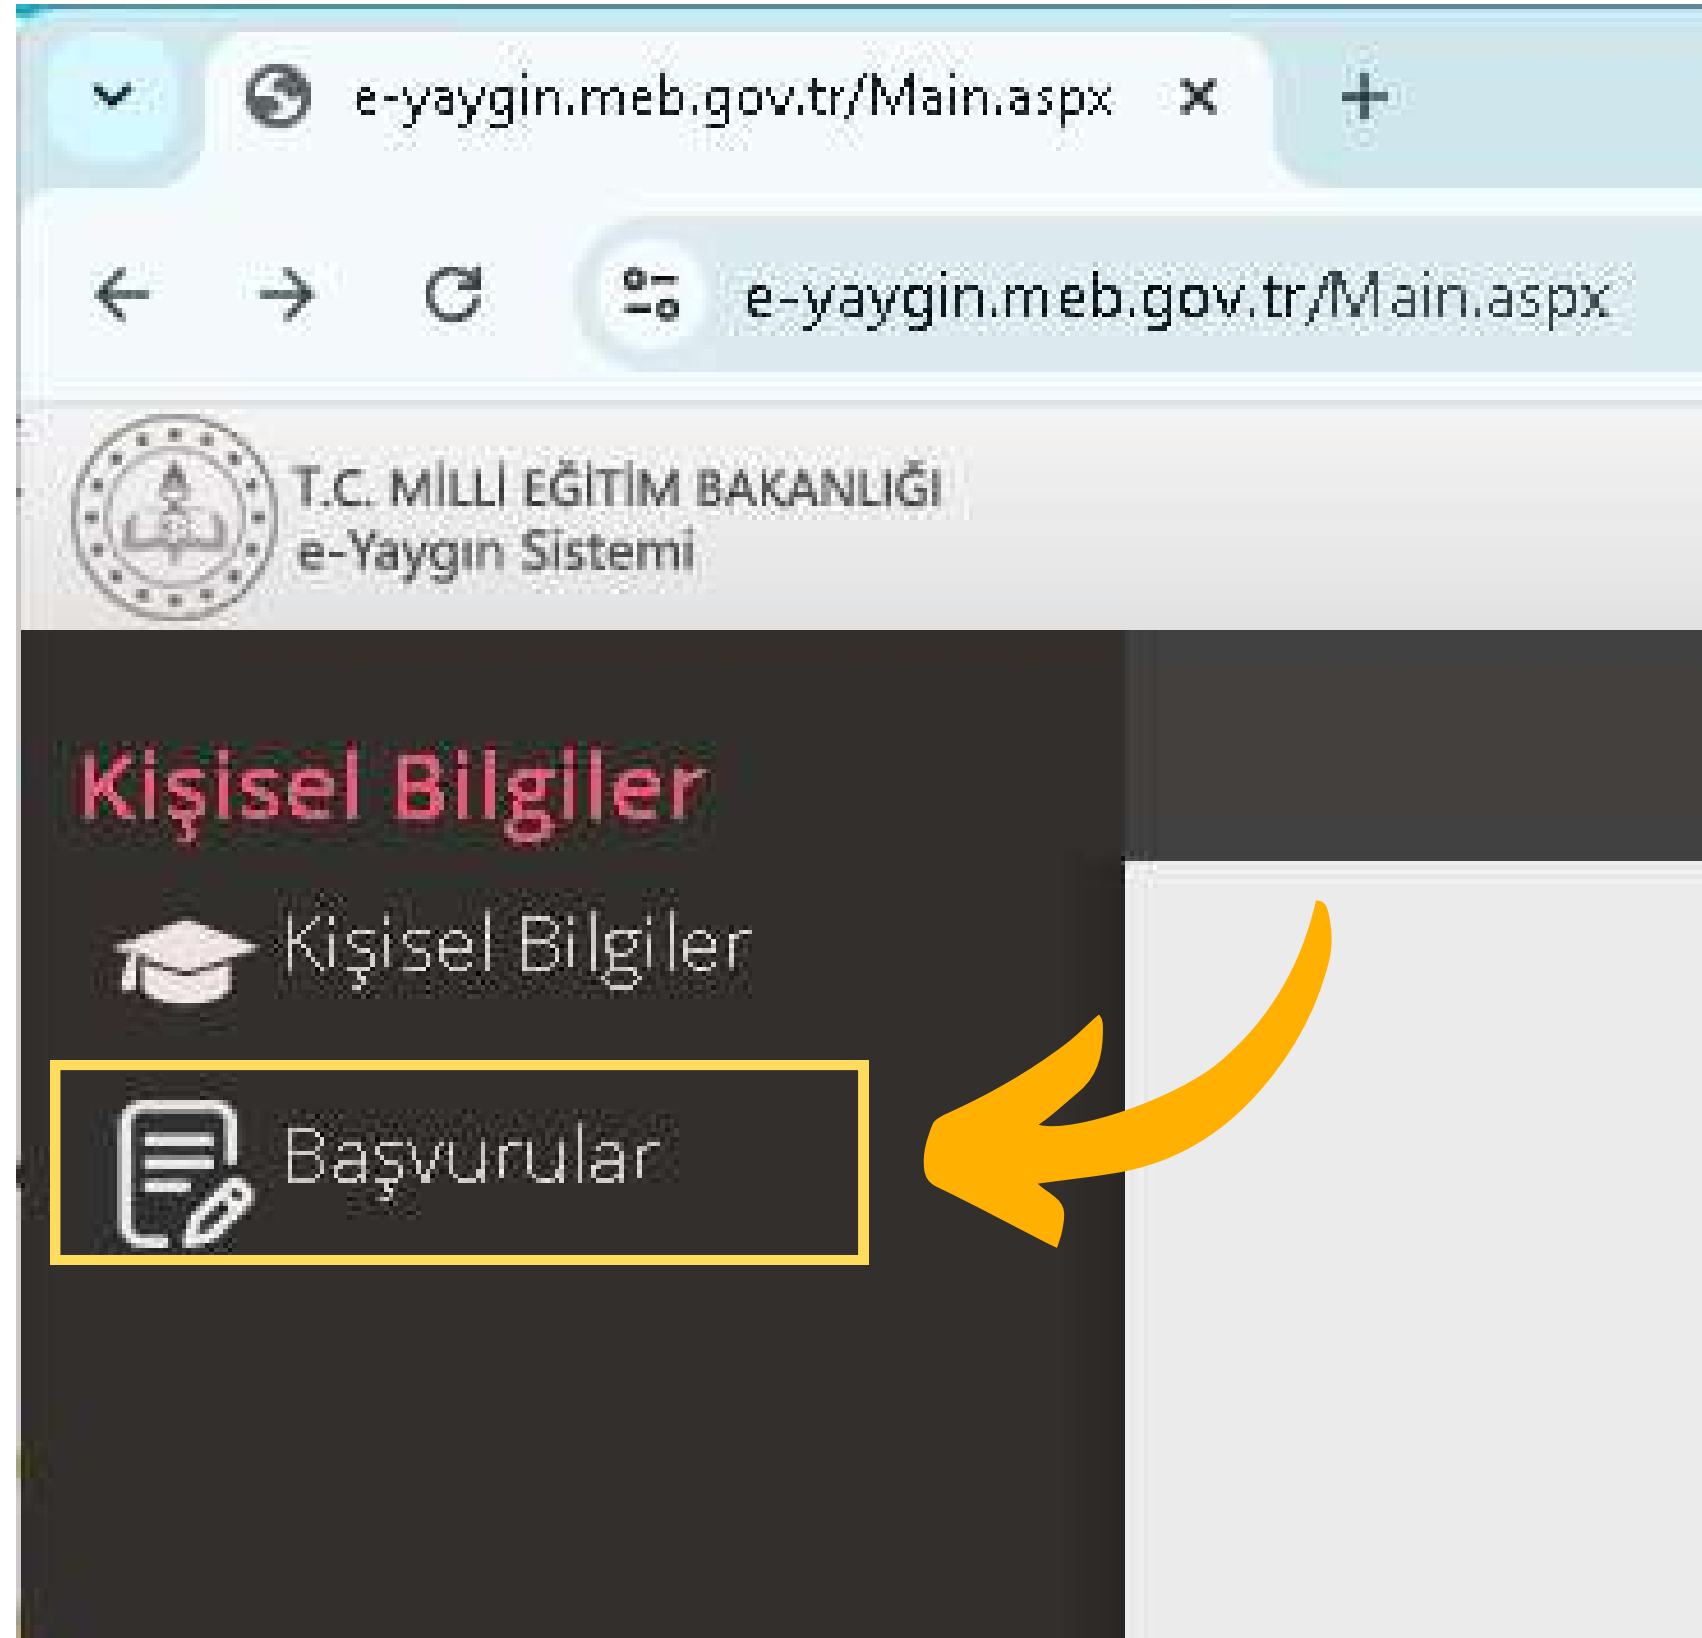 e-yaygin.meb.gov.tr/Main.aspx
e-yaygin.meb.gov.tr/Main.aspx
T.C. MİLLİ EĞİTİM BAKANLIĞI
e-Yaygın Sistemi
Kişisel Bilgiler
Kişisel Bilgiler
Başvurular